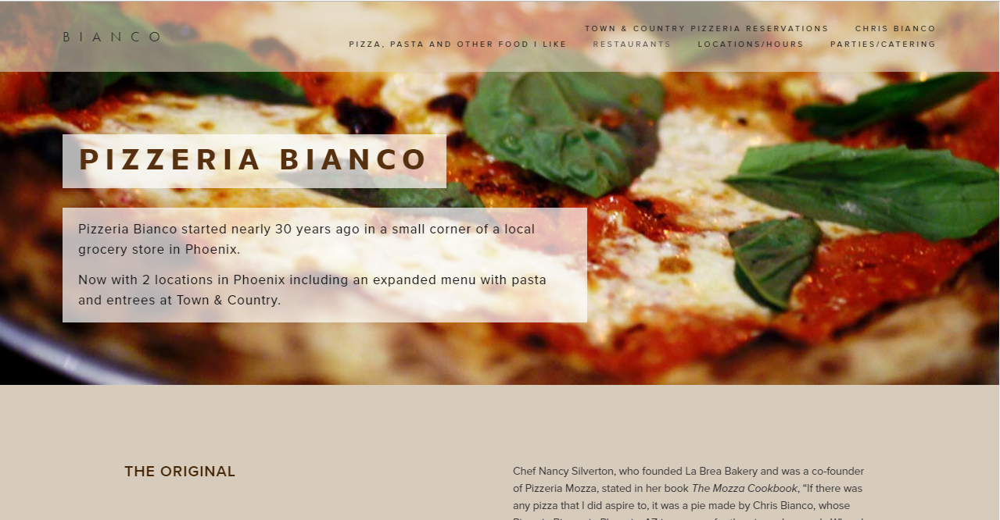 BIANCO
TOWN & COUNTRY PIZZERIA RESERVATIONS CHRIS BIANCO
PIZZA, PASTA AND OTHER FOOD I LIKE RESTAURANTS LOCATIONS/HOURS PARTIES/CATERING
PIZZERIA BIANCO
Pizzeria Bianco started nearly 30 years ago in a small corner of a local
grocery store in Phoenix.
Now with 2 locations in Phoenix including an expanded menu with pasta
and entrees at Town & Country.
THE ORIGINAL
Chef Nancy Silverton, who founded La Brea Bakery and was a co-founder
of Pizzeria Mozza, stated in her book The Mozza Cookbook, “If there was
any pizza that I did aspire to, it was a pie made by Chris Bianco, whose